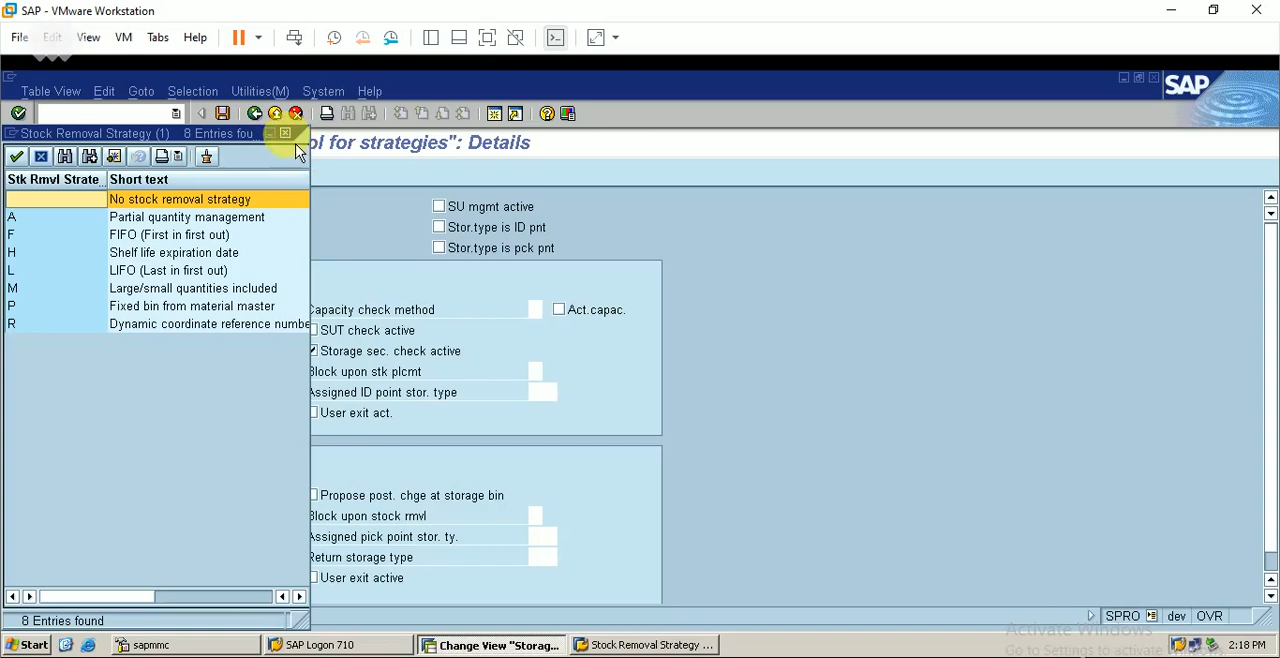 SAP - VMware Workstation
File Edit View VM Tabs Help
Table View Edit Goto Selection Utilities(M) System Help
SAP
Stock Removal Strategy (1) 8 Entries fou
ol for strategies": Details
Stk Rmvl Strate.. Short text
No stock removal strategy
A Partial quantity management
F FIFO (First in first out)
H Shelf life expiration date
L LIFO (Last in first out)
M Large/small quantities included
P Fixed bin from material master
R Dynamic coordinate reference numbe
SU mgmt active
Stor.type is ID pnt
Stor.type is pck pnt
Capacity check method Act.capac.
SUT check active
Storage sec. check active
Block upon stk plcmt
Assigned ID point stor. type
User exit act.
Propose post. chge at storage bin
Block upon stock rmvl
Assigned pick point stor. ty.
Return storage type
User exit active
8 Entries found
SPRO dev OVR
Activate Windows
Go to Settings to activate
Start sapmmc SAP Logon 710 Change View "Storag... Stock Removal Strategy ... 2:18 PM